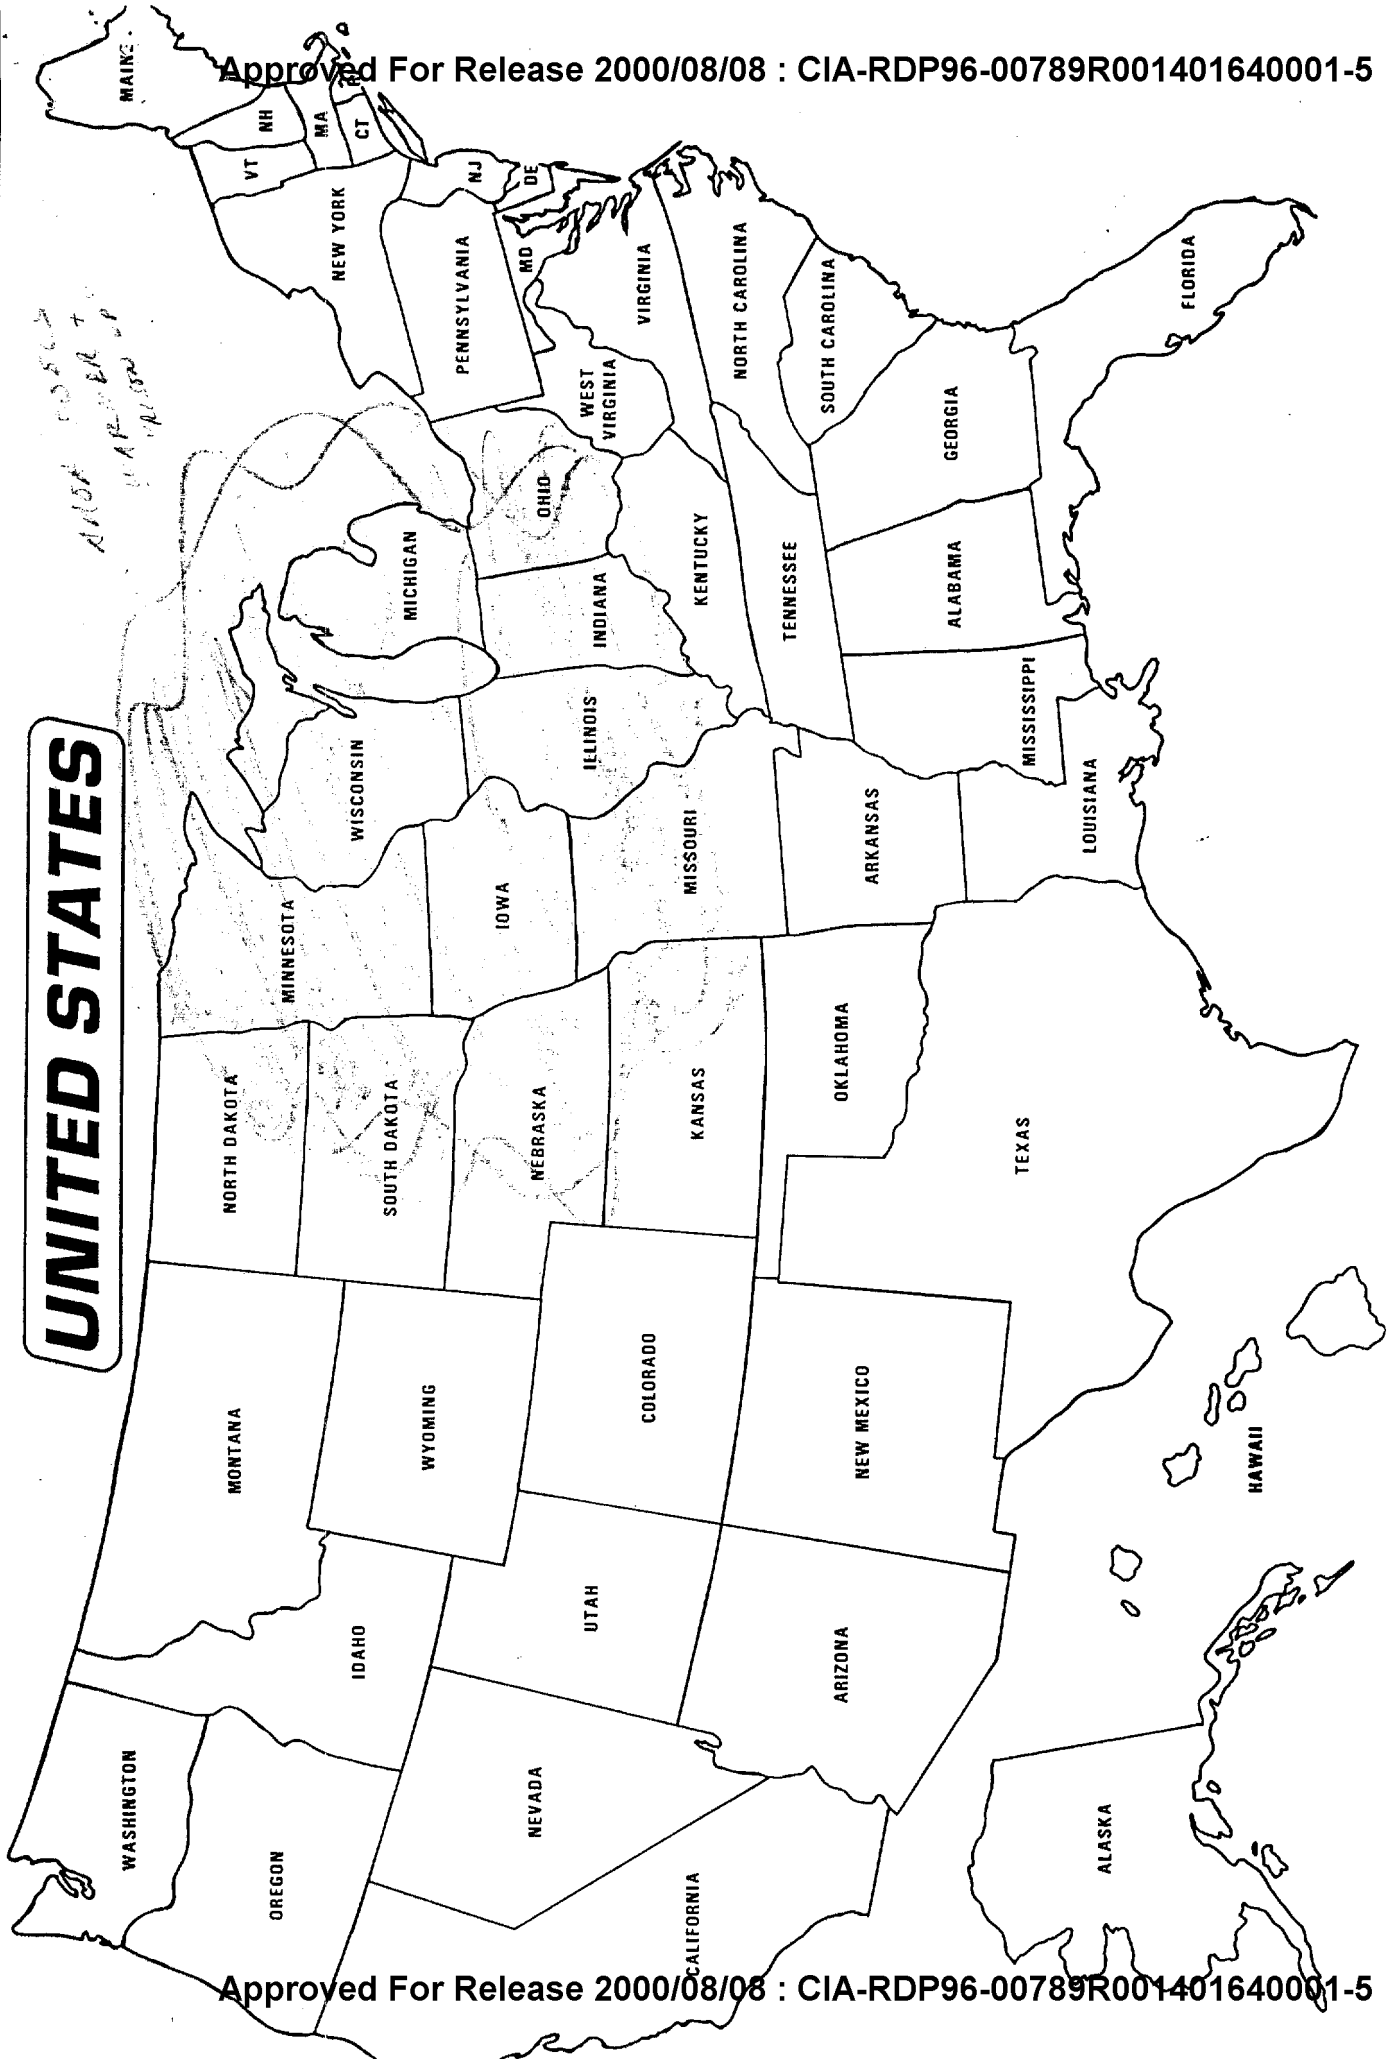 Approved For Release 2000/08/08 : CIA-RDP96-00789R001401640001-5
UNITED STATES
WASHINGTON
OREGON
CALIFORNIA
NEVADA
IDAHO
MONTANA
WYOMING
UTAH
COLORADO
ARIZONA
NEW MEXICO
NORTH DAKOTA
SOUTH DAKOTA
NEBRASKA
KANSAS
OKLAHOMA
TEXAS
MINNESOTA
IOWA
MISSOURI
ARKANSAS
LOUISIANA
WISCONSIN
ILLINOIS
MICHIGAN
INDIANA
OHIO
KENTUCKY
TENNESSEE
MISSISSIPPI
ALABAMA
GEORGIA
FLORIDA
SOUTH CAROLINA
NORTH CAROLINA
VIRGINIA
WEST
VIRGINIA
MD
DE
NJ
PENNSYLVANIA
NEW YORK
VT
NH
MA
CT
RI
MAINE
ALASKA
HAWAII
Approved For Release 2000/08/08 : CIA-RDP96-00789R001401640001-5